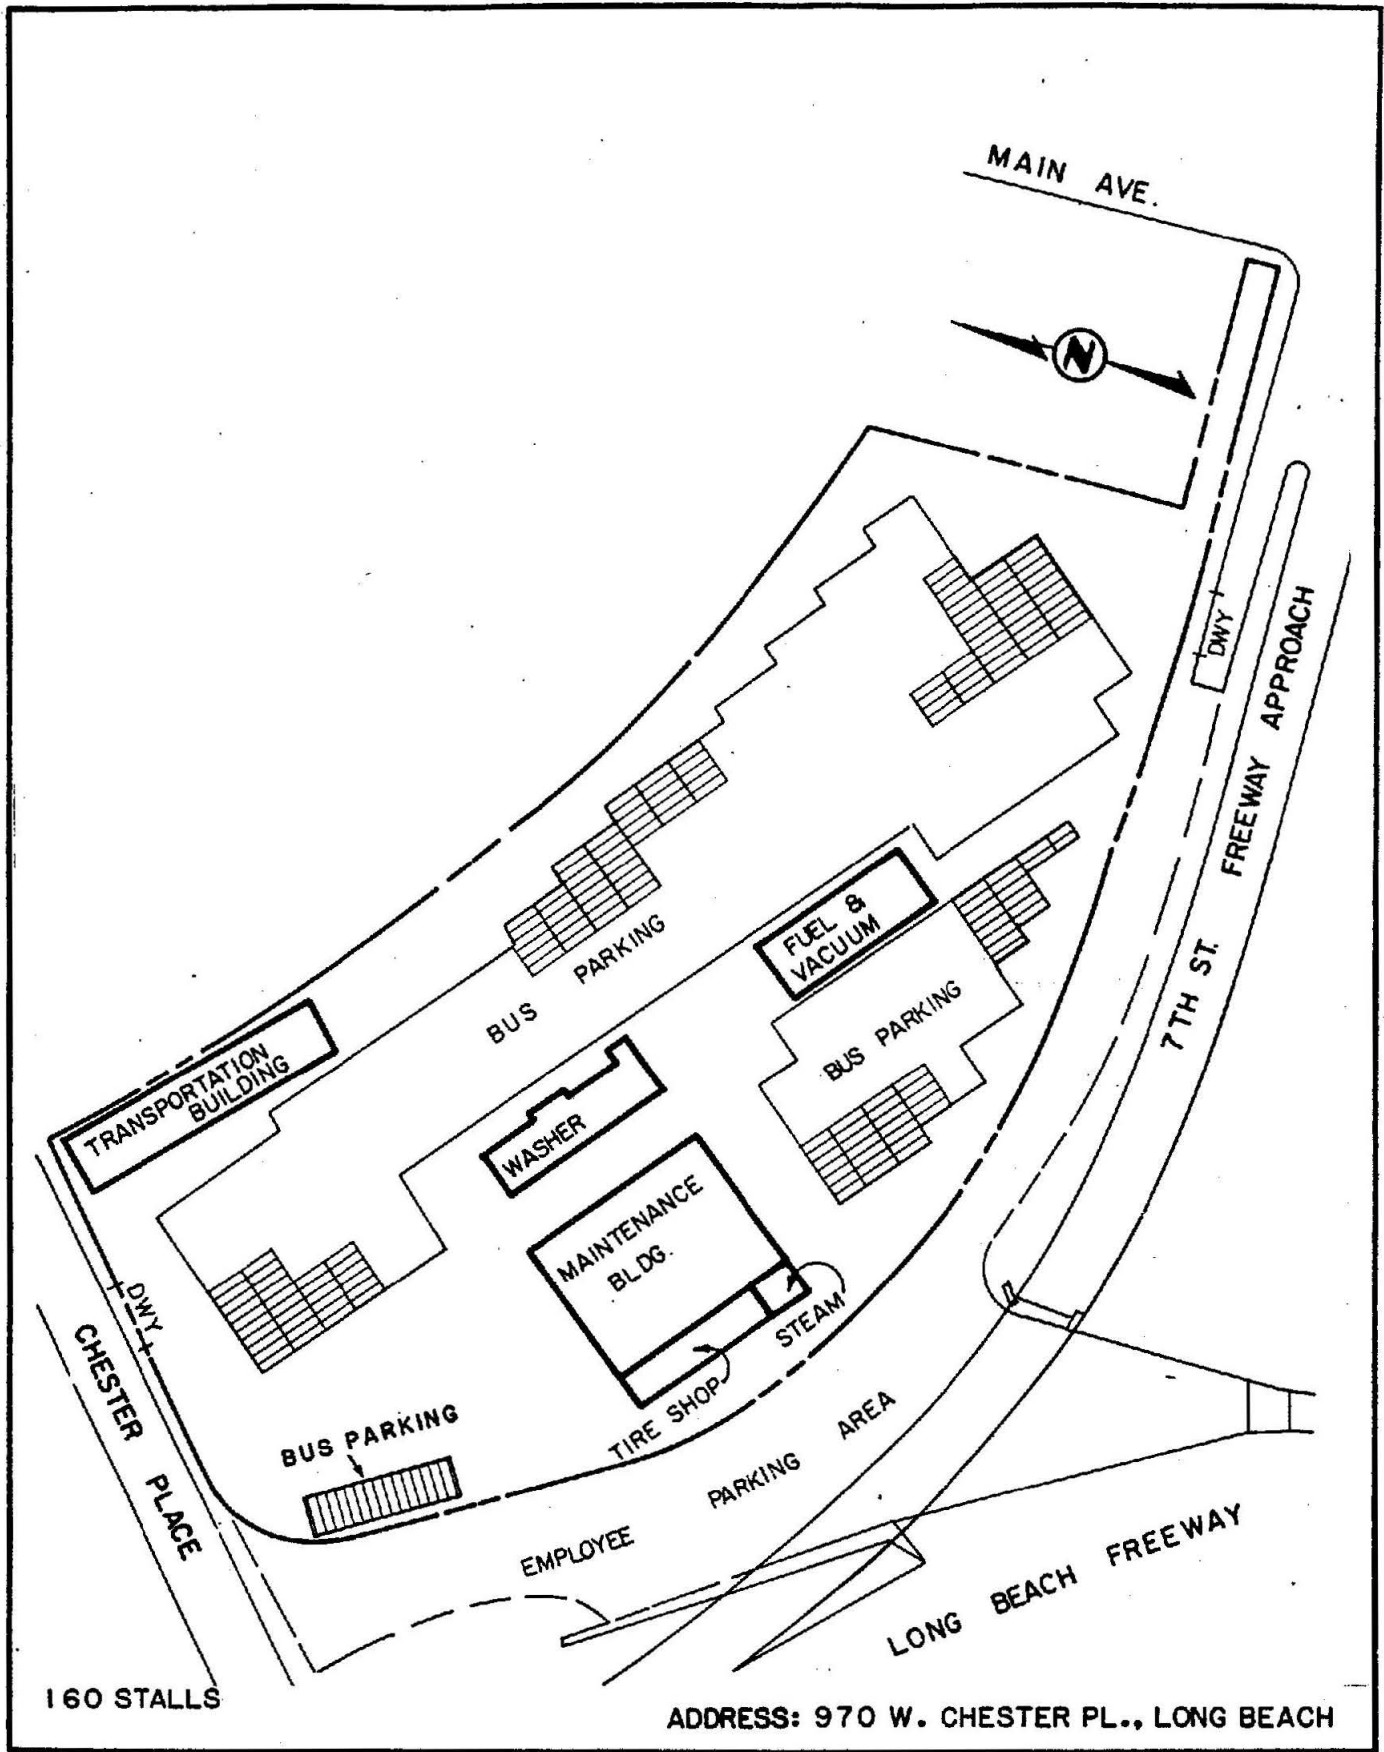 MAIN AVE.
N
DWY
7TH ST. FREEWAY APPROACH
FUEL &
VACUUM
BUS PARKING
BUS PARKING
TRANSPORTATION
BUILDING
WASHER
MAINTENANCE
BLDG.
STEAM
TIRE SHOP
DWY
CHESTER PLACE
BUS PARKING
EMPLOYEE PARKING AREA
LONG BEACH FREEWAY
160 STALLS
ADDRESS: 970 W. CHESTER PL., LONG BEACH